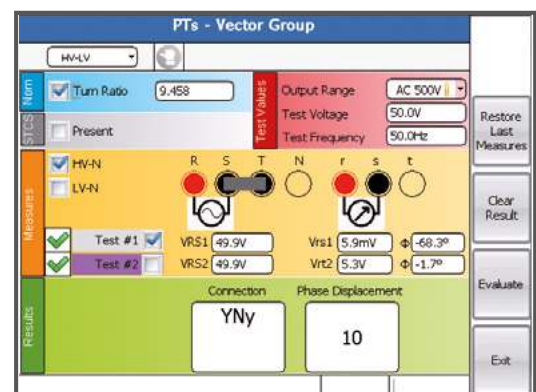 PTs - Vector Group
HV-LV
Nom
Turn Ratio 9.458
STCS
Present
Test Values
Output Range AC 500V
Test Voltage 50.0V
Test Frequency 50.0Hz
Restore
Last
Measures
Clear
Result
Evaluate
Exit
Measures
HV-N
LV-N
R S T N r s t
Test #1 VRS1 49.9V Vrs1 5.9mV Φ -68.3º
Test #2 VRS2 49.9V Vrt2 5.3V Φ -1.7º
Results
Connection Phase Displacement
YNy 10